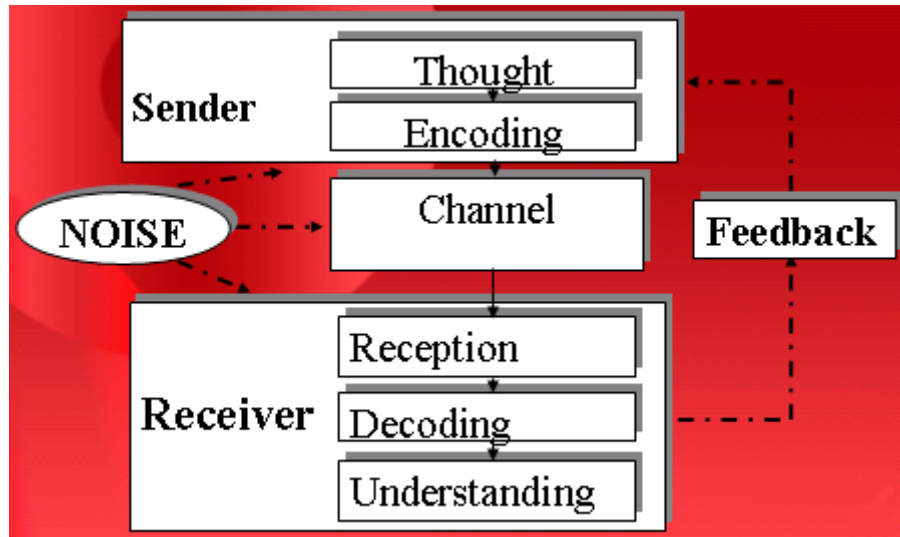 Thought
Sender
Encoding
Channel
NOISE
Feedback
Reception
Receiver
Decoding
Understanding